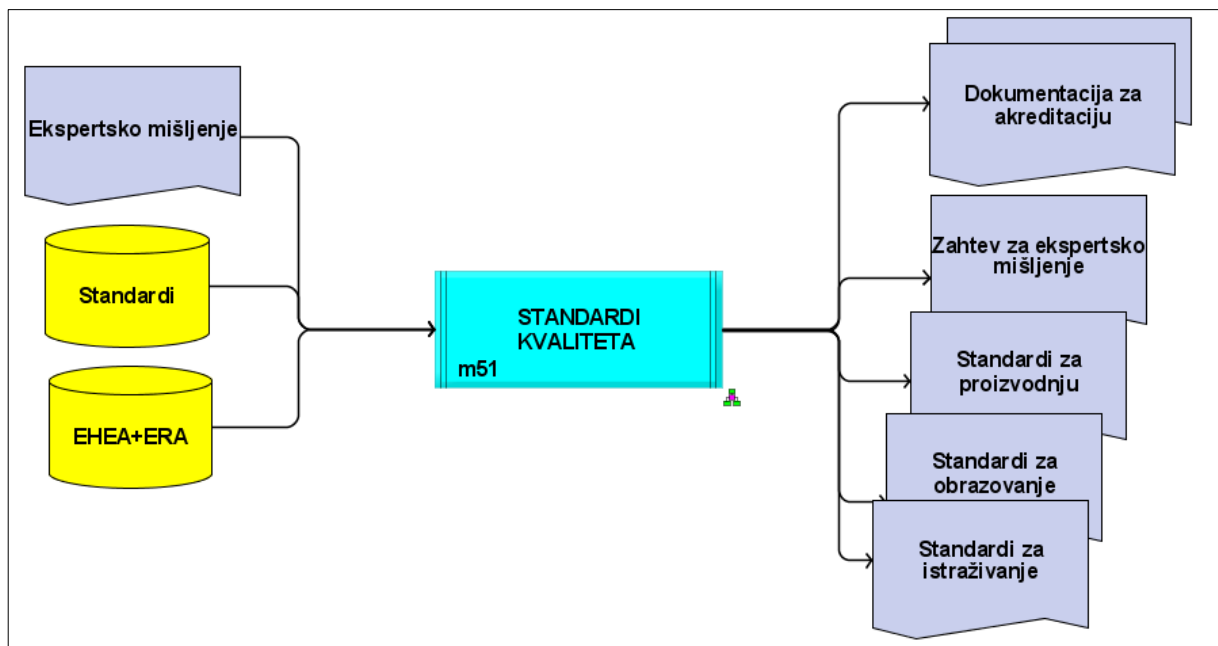 Ekspertsko mišljenje
Standardi
EHEA+ERA
STANDARDI
KVALITETA
m51
Dokumentacija za
akreditaciju
Zahtev za ekspertsko
mišljenje
Standardi za
proizvodnju
Standardi za
obrazovanje
Standardi za
istraživanje